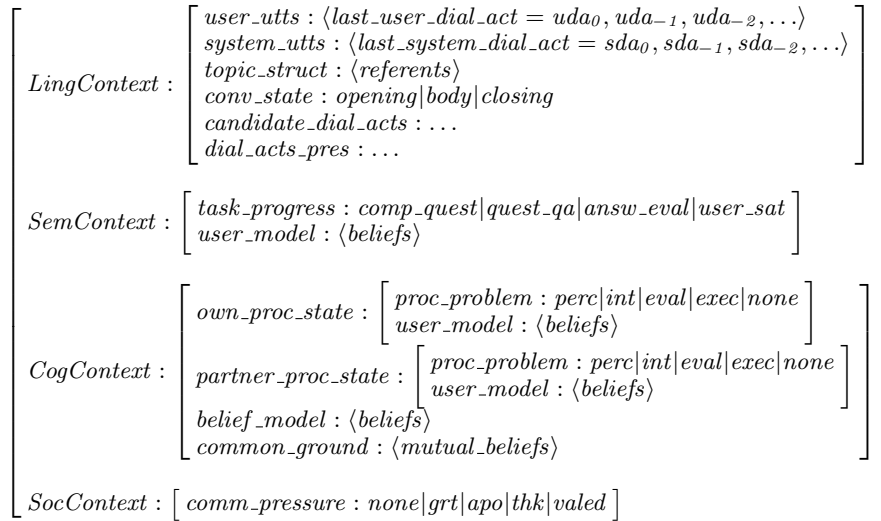 user_utts : ⟨last_user_dial_act = uda₀, uda₋₁, uda₋₂, …⟩
system_utts : ⟨last_system_dial_act = sda₀, sda₋₁, sda₋₂, …⟩
topic_struct : ⟨referents⟩
LingContext :
conv_state : opening|body|closing
candidate_dial_acts : …
dial_acts_pres : …
SemContext :
task_progress : comp_quest|quest_qa|answ_eval|user_sat
user_model : ⟨beliefs⟩
own_proc_state :
proc_problem : perc|int|eval|exec|none
user_model : ⟨beliefs⟩
CogContext :
partner_proc_state :
proc_problem : perc|int|eval|exec|none
user_model : ⟨beliefs⟩
belief_model : ⟨beliefs⟩
common_ground : ⟨mutual_beliefs⟩
SocContext : [ comm_pressure : none|grt|apo|thk|valed ]